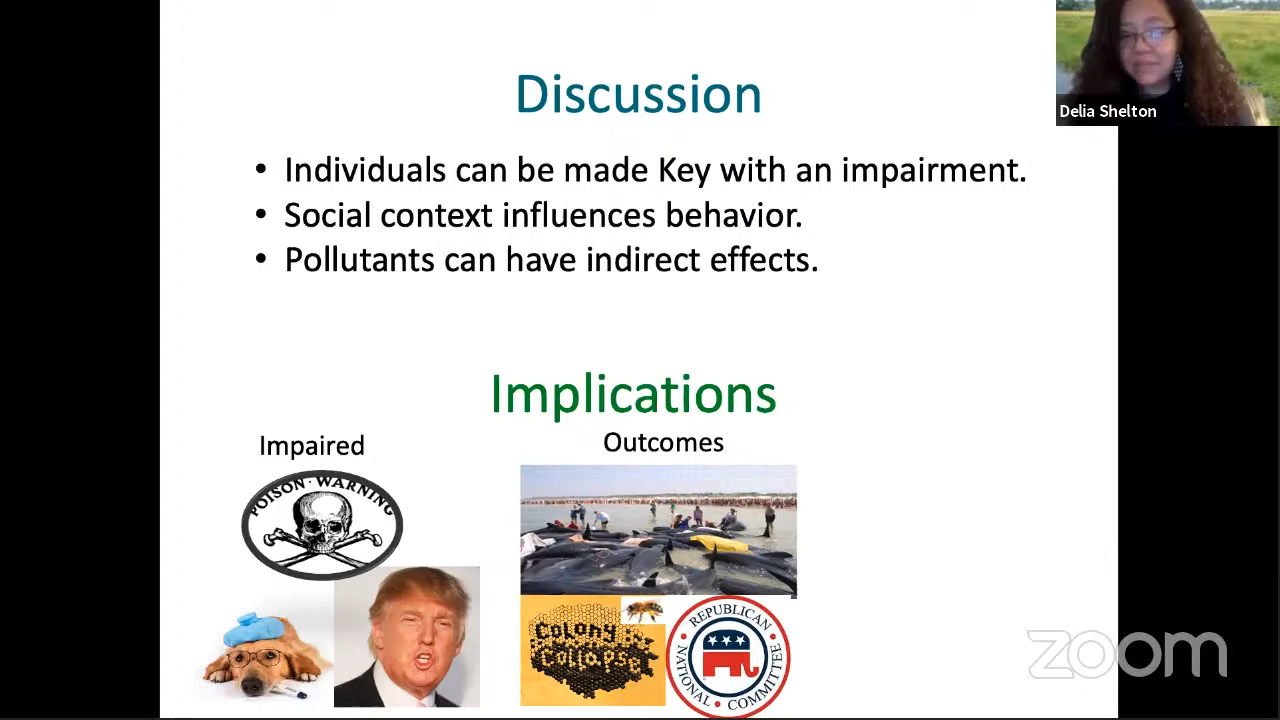 Discussion
Delia Shelton
• Individuals can be made Key with an impairment.
• Social context influences behavior.
• Pollutants can have indirect effects.
Implications
Impaired
Outcomes
POISON·WARNING
Colony
Collapse
REPUBLICAN
NATIONAL COMMITTEE
zoom